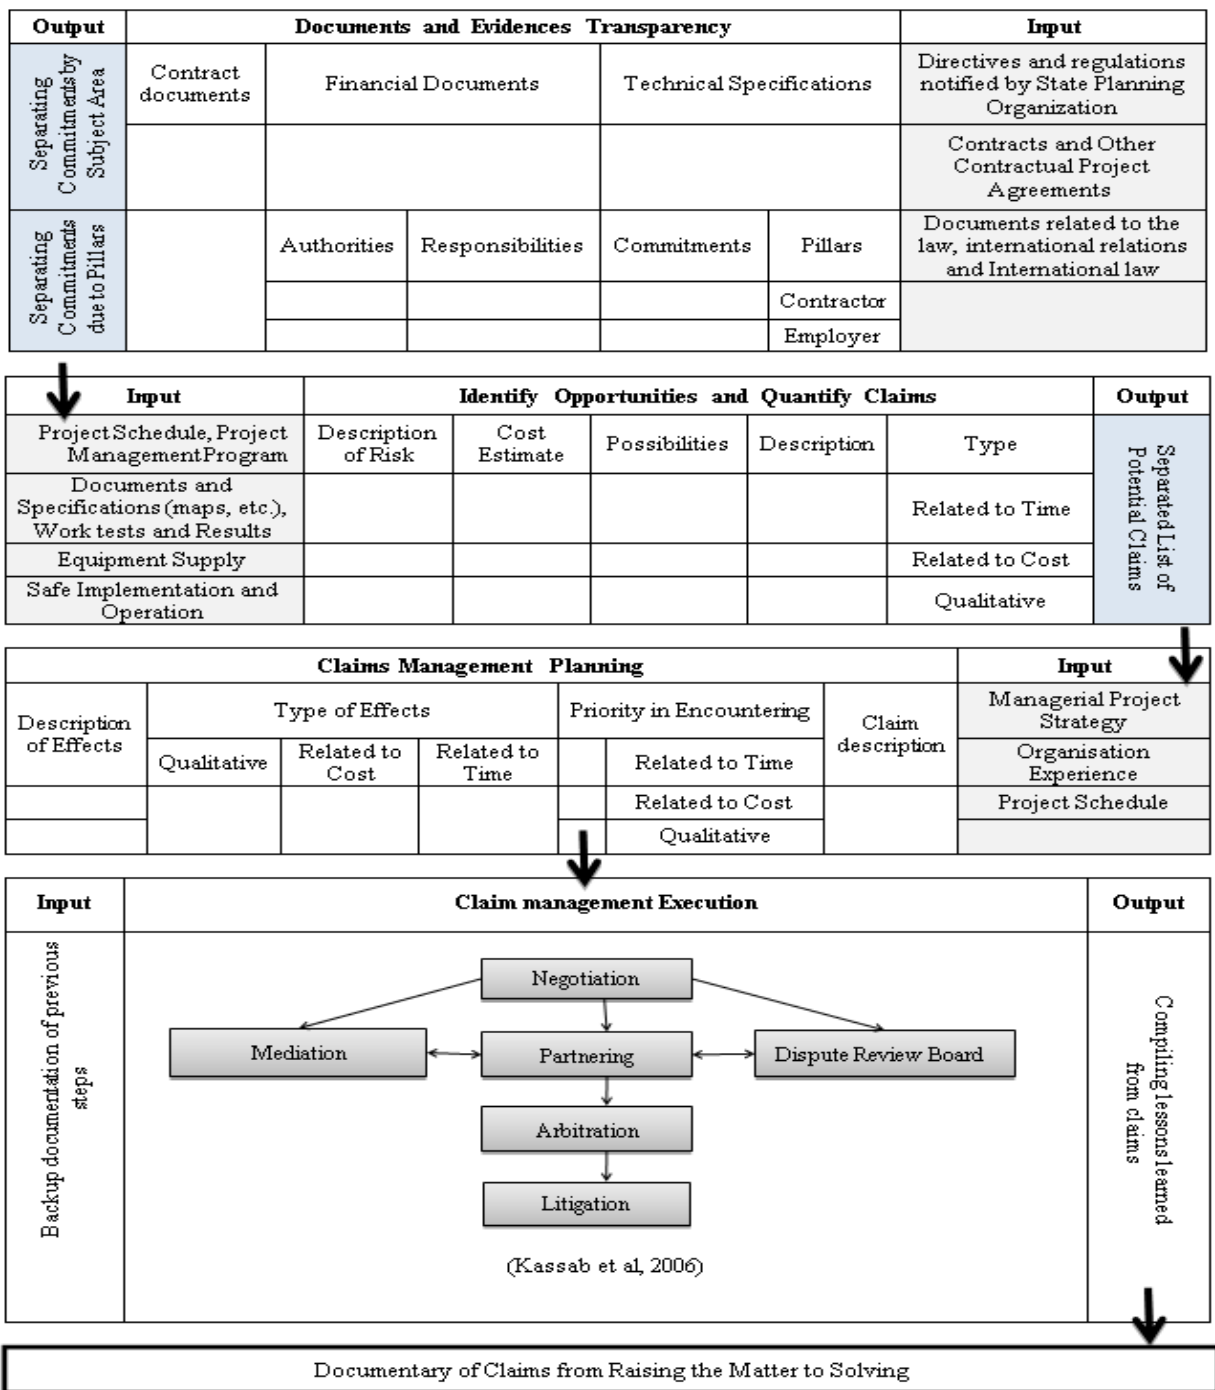 Output
Documents and Evidences Transparency
Input
Separating
Commitments by
Subject Area
Contract
documents
Financial Documents
Technical Specifications
Directives and regulations
notified by State Planning
Organization
Contracts and Other
Contractual Project
Agreements
Separating
Commitments
due to Pillars
Authorities
Responsibilities
Commitments
Pillars
Documents related to the
law, international relations
and International law
Contractor
Employer
Input
Identify Opportunities and Quantify Claims
Output
Project Schedule, Project
Management Program
Description
of Risk
Cost
Estimate
Possibilities
Description
Type
Separated List of
Potential Claims
Documents and
Specifications (maps, etc.),
Work tests and Results
Related to Time
Equipment Supply
Related to Cost
Safe Implementation and
Operation
Qualitative
Claims Management Planning
Input
Description
of Effects
Type of Effects
Priority in Encountering
Claim
description
Managerial Project
Strategy
Qualitative
Related to
Cost
Related to
Time
Related to Time
Organisation
Experience
Related to Cost
Project Schedule
Qualitative
Input
Claim management Execution
Output
Backup documentation of previous
steps
Negotiation
Mediation
Partnering
Dispute Review Board
Arbitration
Litigation
(Kassab et al, 2006)
Compiling lessons learned
from claims
Documentary of Claims from Raising the Matter to Solving